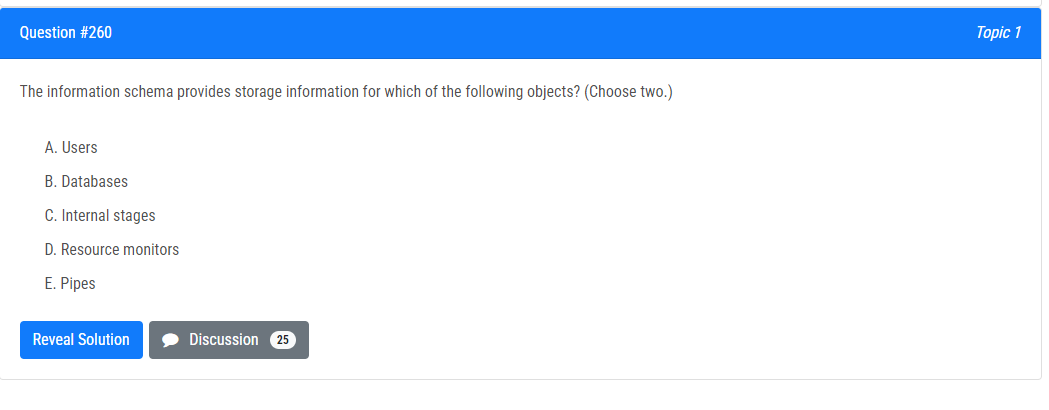 Question #260
Topic 1
The information schema provides storage information for which of the following objects? (Choose two.)
A. Users
B. Databases
C. Internal stages
D. Resource monitors
E. Pipes
Reveal Solution
Discussion 25